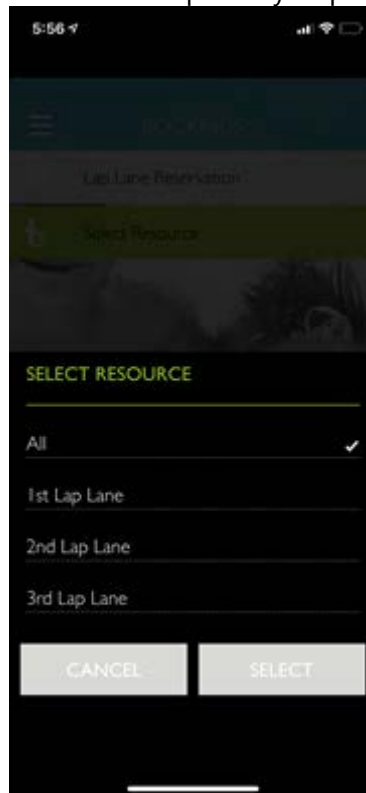 5:56
BOOKINGS
Lap Lane Reservation
Select Resource
SELECT RESOURCE
All
1st Lap Lane
2nd Lap Lane
3rd Lap Lane
CANCEL
SELECT